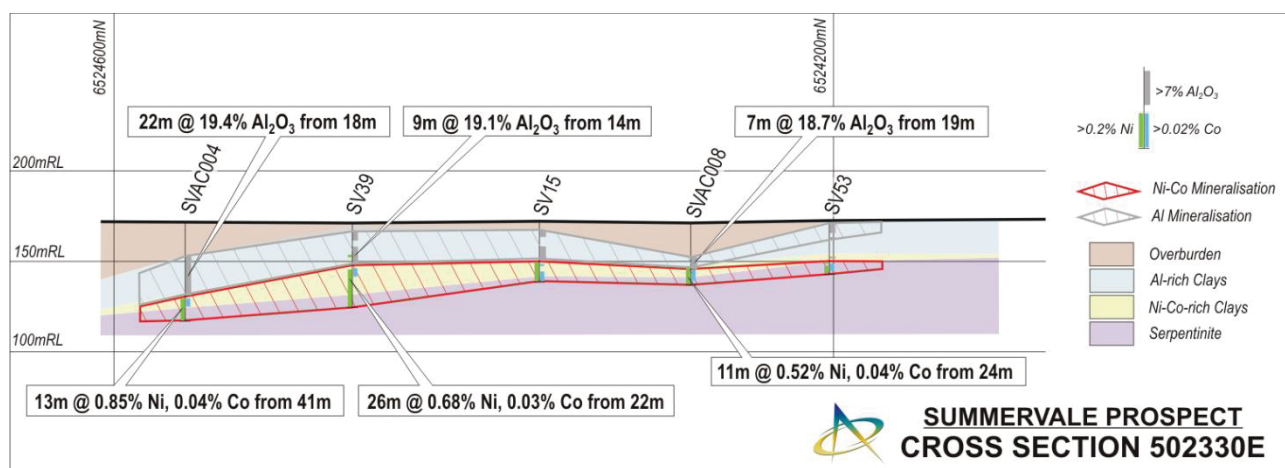 6524600mN
6524200mN
22m @ 19.4% Al₂O₃ from 18m
9m @ 19.1% Al₂O₃ from 14m
7m @ 18.7% Al₂O₃ from 19m
>7% Al₂O₃
>0.2% Ni
>0.02% Co
200mRL
SVAC004
SV39
SV15
SVAC008
SV53
150mRL
100mRL
Ni-Co Mineralisation
Al Mineralisation
Overburden
Al-rich Clays
Ni-Co-rich Clays
Serpentinite
13m @ 0.85% Ni, 0.04% Co from 41m
26m @ 0.68% Ni, 0.03% Co from 22m
11m @ 0.52% Ni, 0.04% Co from 24m
SUMMERVALE PROSPECT
CROSS SECTION 502330E